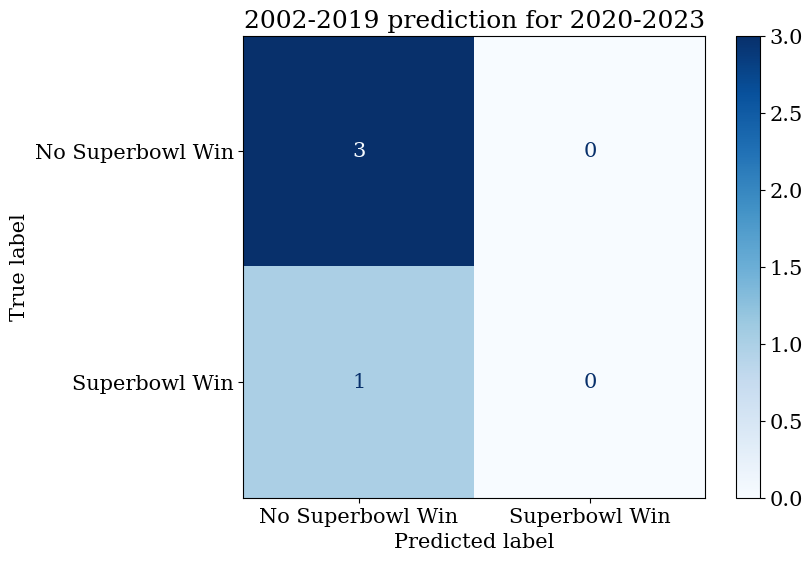 2002-2019 prediction for 2020-2023
True label
No Superbowl Win
3
0
Superbowl Win
1
0
No Superbowl Win
Superbowl Win
Predicted label
3.0
2.5
2.0
1.5
1.0
0.5
0.0